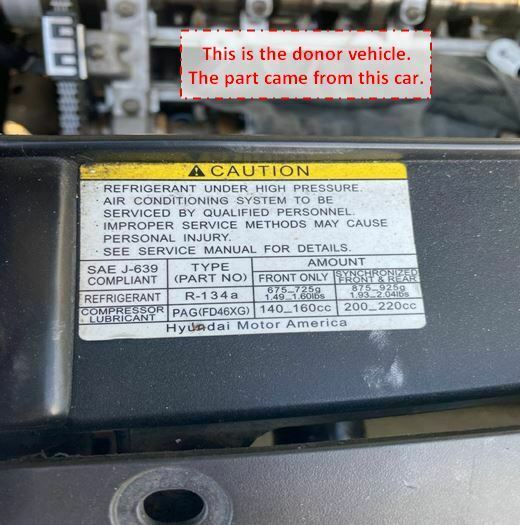 This is the donor vehicle.
The part came from this car.
CAUTION
· REFRIGERANT UNDER HIGH PRESSURE.
· AIR CONDITIONING SYSTEM TO BE
SERVICED BY QUALIFIED PERSONNEL.
· IMPROPER SERVICE METHODS MAY CAUSE
PERSONAL INJURY.
· SEE SERVICE MANUAL FOR DETAILS.
SAE J-639
COMPLIANT
TYPE
(PART NO)
AMOUNT
FRONT ONLY
SYNCHRONIZED
FRONT & REAR
REFRIGERANT
R-134a
675_725g
1.49_1.60lbs
875_925g
1.93_2.04lbs
COMPRESSOR
LUBRICANT
PAG(FD46XG)
140_160cc
200_220cc
Hyundai Motor America